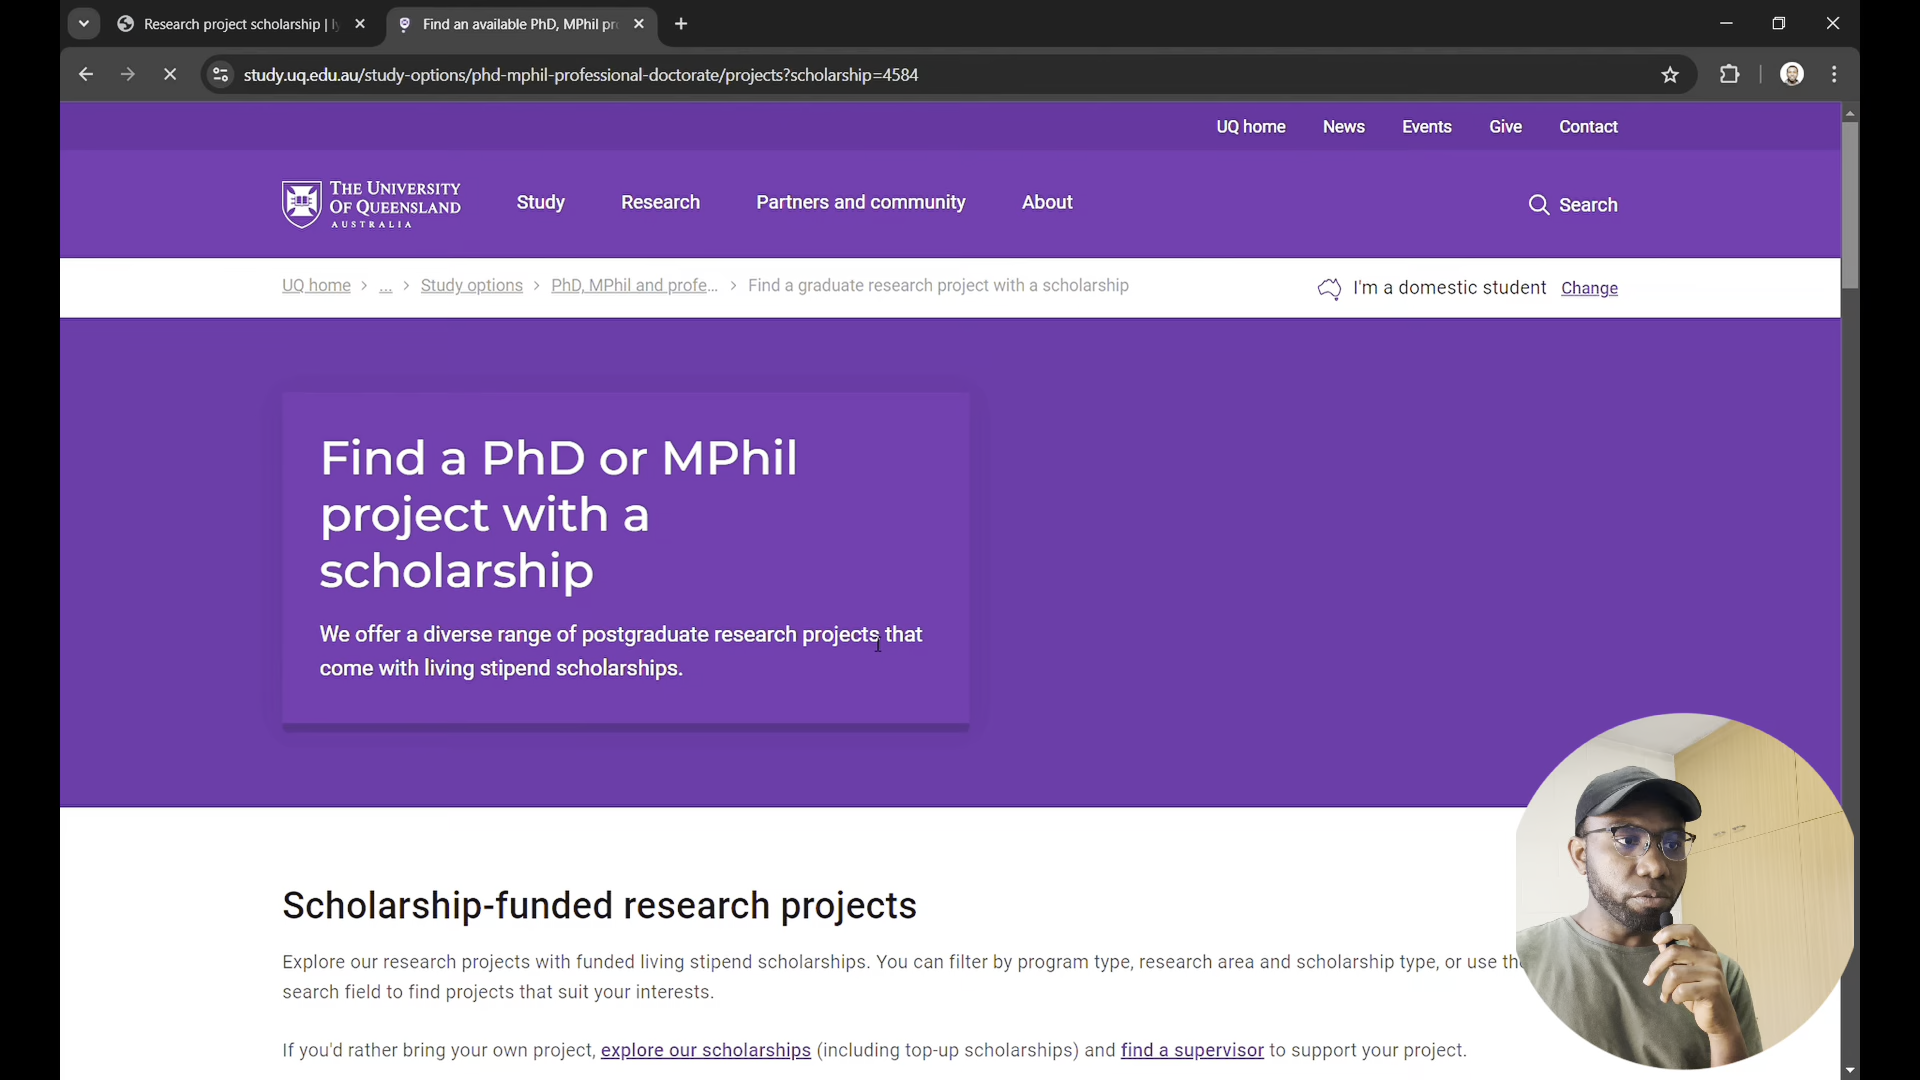 Research project scholarship |
Find an available PhD, MPhil pr
study.uq.edu.au/study-options/phd-mphil-professional-doctorate/projects?scholarship=4584
UQ home News Events Give Contact
THE UNIVERSITY
OF QUEENSLAND
AUSTRALIA
Study Research Partners and community About Search
UQ home > ... > Study options > PhD, MPhil and profe... > Find a graduate research project with a scholarship
I'm a domestic student Change
Find a PhD or MPhil
project with a
scholarship
We offer a diverse range of postgraduate research projects that
come with living stipend scholarships.
Scholarship-funded research projects
Explore our research projects with funded living stipend scholarships. You can filter by program type, research area and scholarship type, or use the
search field to find projects that suit your interests.
If you'd rather bring your own project, explore our scholarships (including top-up scholarships) and find a supervisor to support your project.